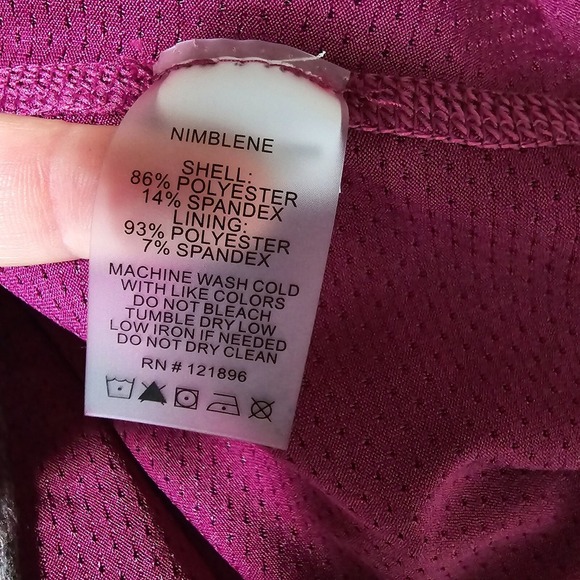 NIMBLENE
SHELL:
86% POLYESTER
14% SPANDEX
LINING:
93% POLYESTER
7% SPANDEX
MACHINE WASH COLD
WITH LIKE COLORS
DO NOT BLEACH
TUMBLE DRY LOW
LOW IRON IF NEEDED
DO NOT DRY CLEAN
RN # 121896